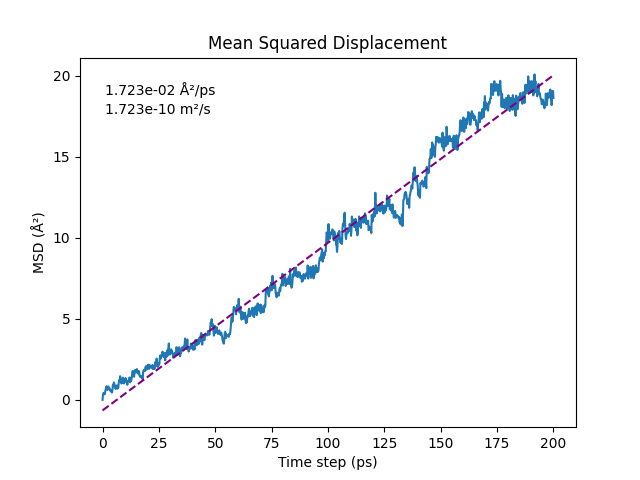 Mean Squared Displacement
1.723e-02 Å²/ps
1.723e-10 m²/s
MSD (Å²)
20
15
10
5
0
0 25 50 75 100 125 150 175 200
Time step (ps)